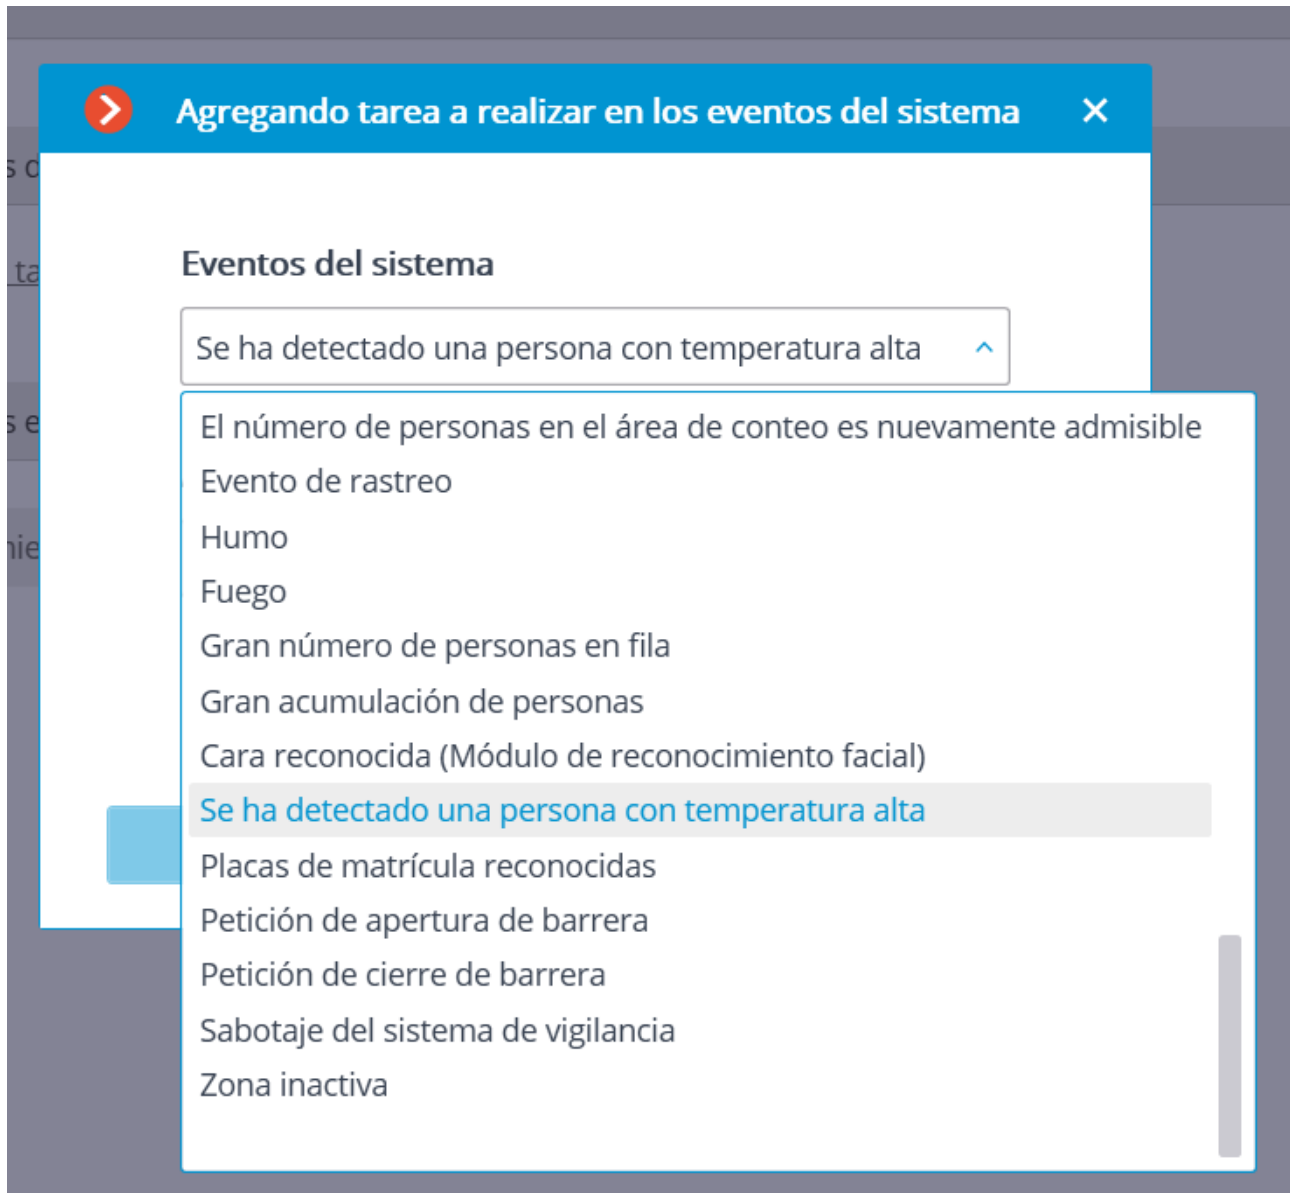 Agregando tarea a realizar en los eventos del sistema
Eventos del sistema
Se ha detectado una persona con temperatura alta
El número de personas en el área de conteo es nuevamente admisible
Evento de rastreo
Humo
Fuego
Gran número de personas en fila
Gran acumulación de personas
Cara reconocida (Módulo de reconocimiento facial)
Se ha detectado una persona con temperatura alta
Placas de matrícula reconocidas
Petición de apertura de barrera
Petición de cierre de barrera
Sabotaje del sistema de vigilancia
Zona inactiva